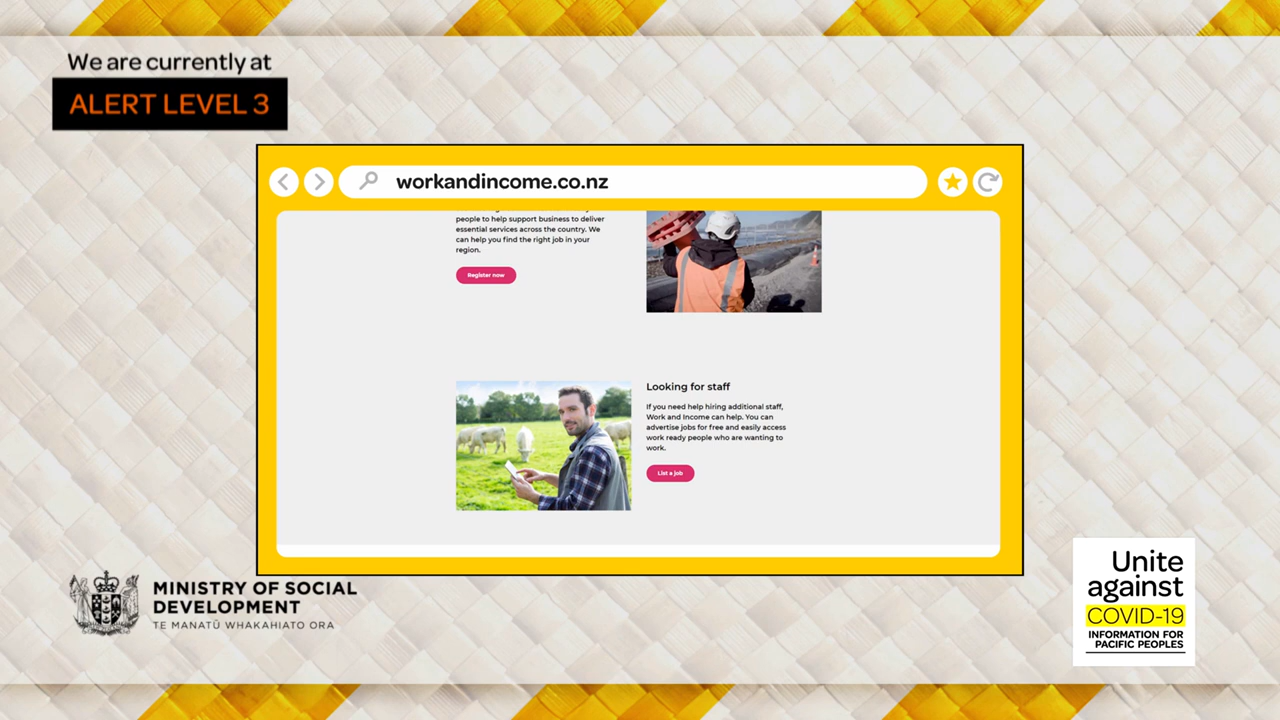 We are currently at
ALERT LEVEL 3
workandincome.co.nz
people to help support business to deliver
essential services across the country. We
can help you find the right job in your
region.
Register now
Looking for staff
If you need help hiring additional staff,
Work and Income can help. You can
advertise jobs for free and easily access
work ready people who are wanting to
work.
List a job
MINISTRY OF SOCIAL
DEVELOPMENT
TE MANATŪ WHAKAHIATO ORA
Unite
against
COVID-19
INFORMATION FOR
PACIFIC PEOPLES